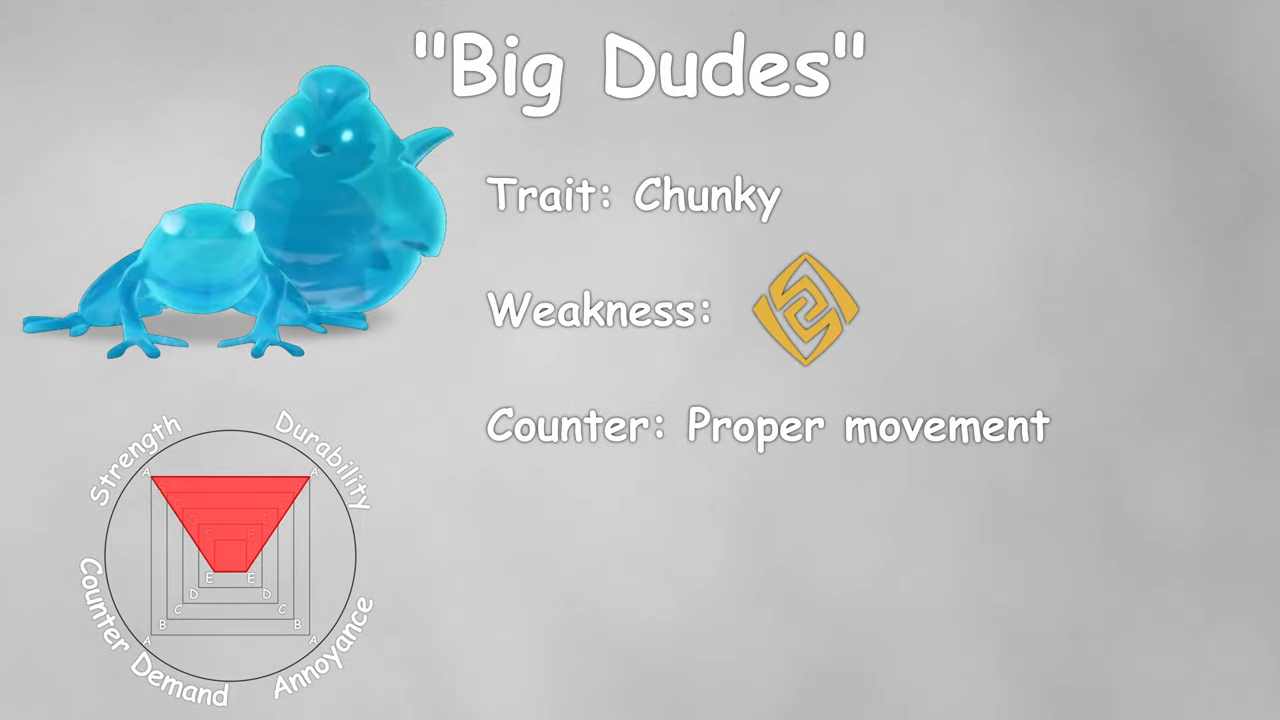 "Big Dudes"
Trait: Chunky
Weakness:
Counter: Proper movement
Strength
Durability
A A
D D
E E
E E
D D
C C
B B
A A
Counter Demand
Annoyance